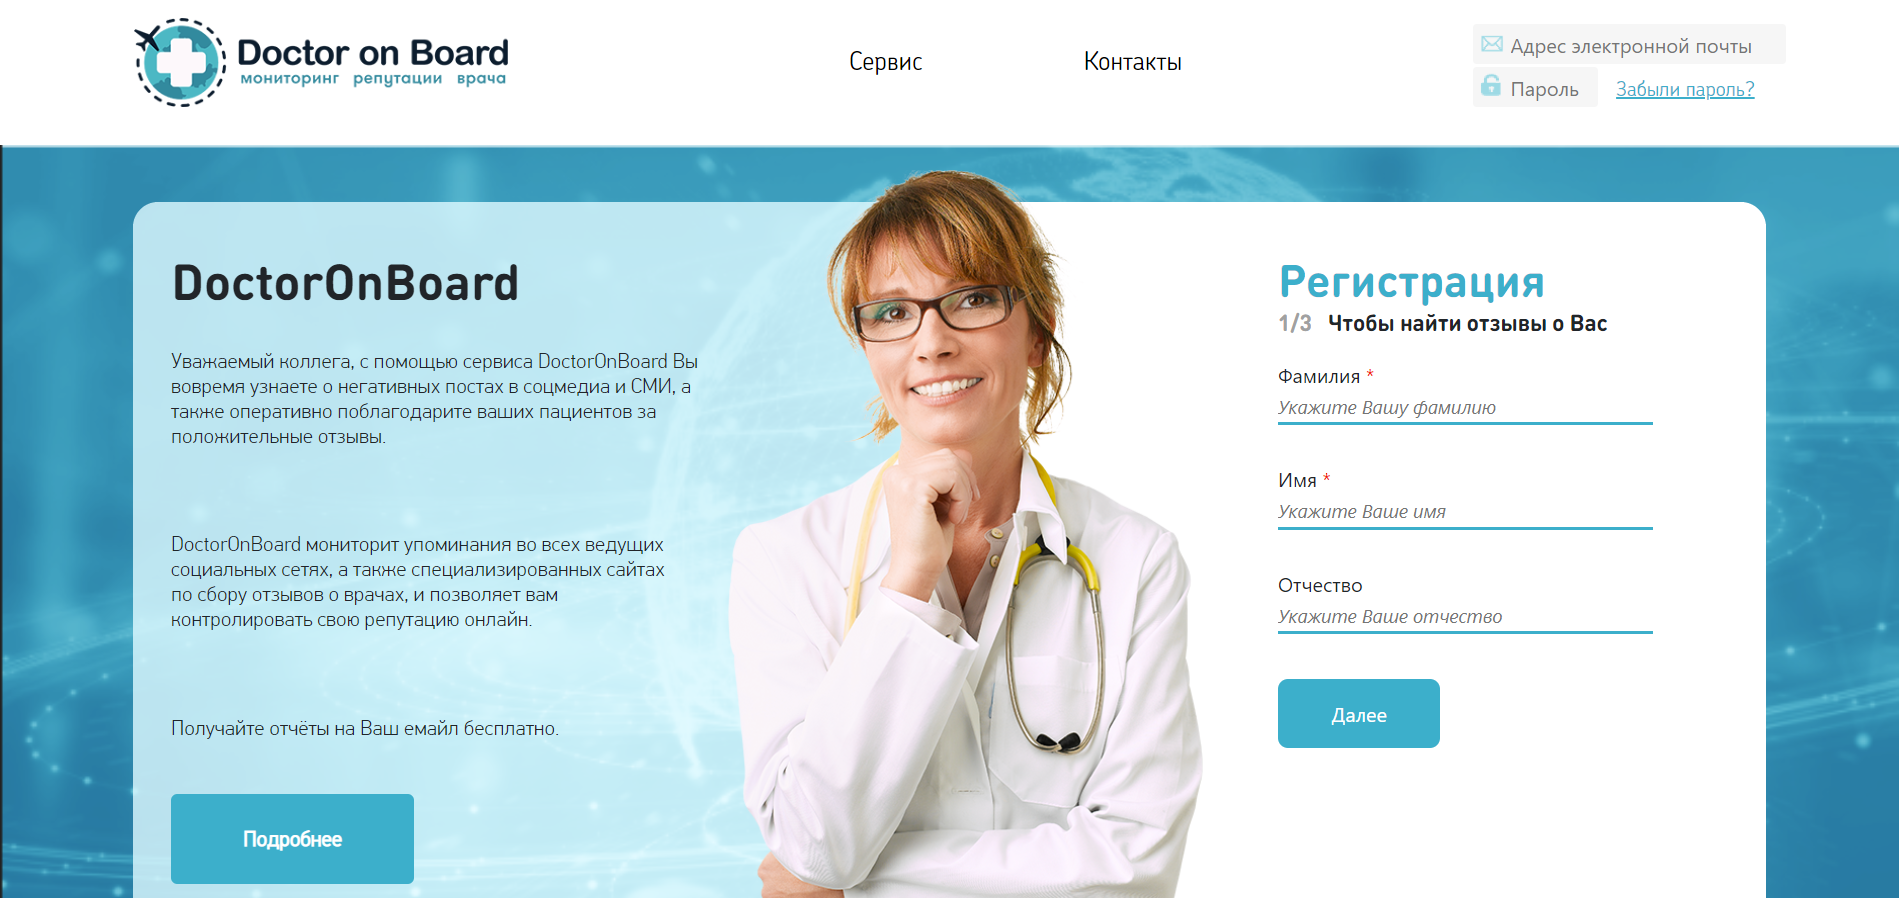 Doctor on Board
мониторинг репутации врача
Сервис
Контакты
Адрес электронной почты
Пароль
Забыли пароль?
DoctorOnBoard
Уважаемый коллега, с помощью сервиса DoctorOnBoard Вы
вовремя узнаете о негативных постах в соцмедиа и СМИ, а
также оперативно поблагодарите ваших пациентов за
положительные отзывы.
DoctorOnBoard мониторит упоминания во всех ведущих
социальных сетях, а также специализированных сайтах
по сбору отзывов о врачах, и позволяет вам
контролировать свою репутацию онлайн.
Получайте отчёты на Ваш емайл бесплатно.
Подробнее
Регистрация
1/3 Чтобы найти отзывы о Вас
Фамилия *
Укажите Вашу фамилию
Имя *
Укажите Ваше имя
Отчество
Укажите Ваше отчество
Далее